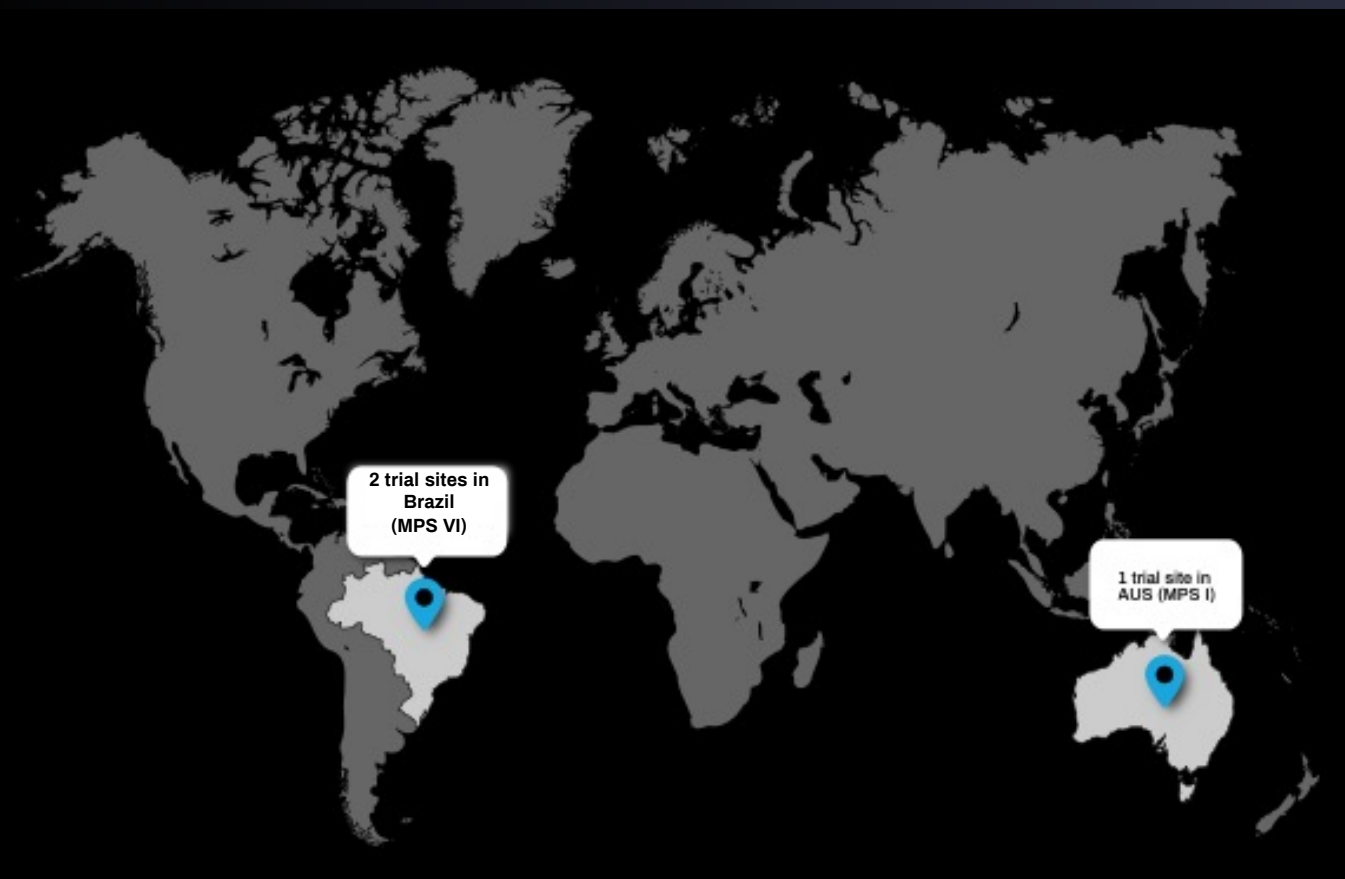 2 trial sites in
Brazil
(MPS VI)
1 trial site in
AUS (MPS I)